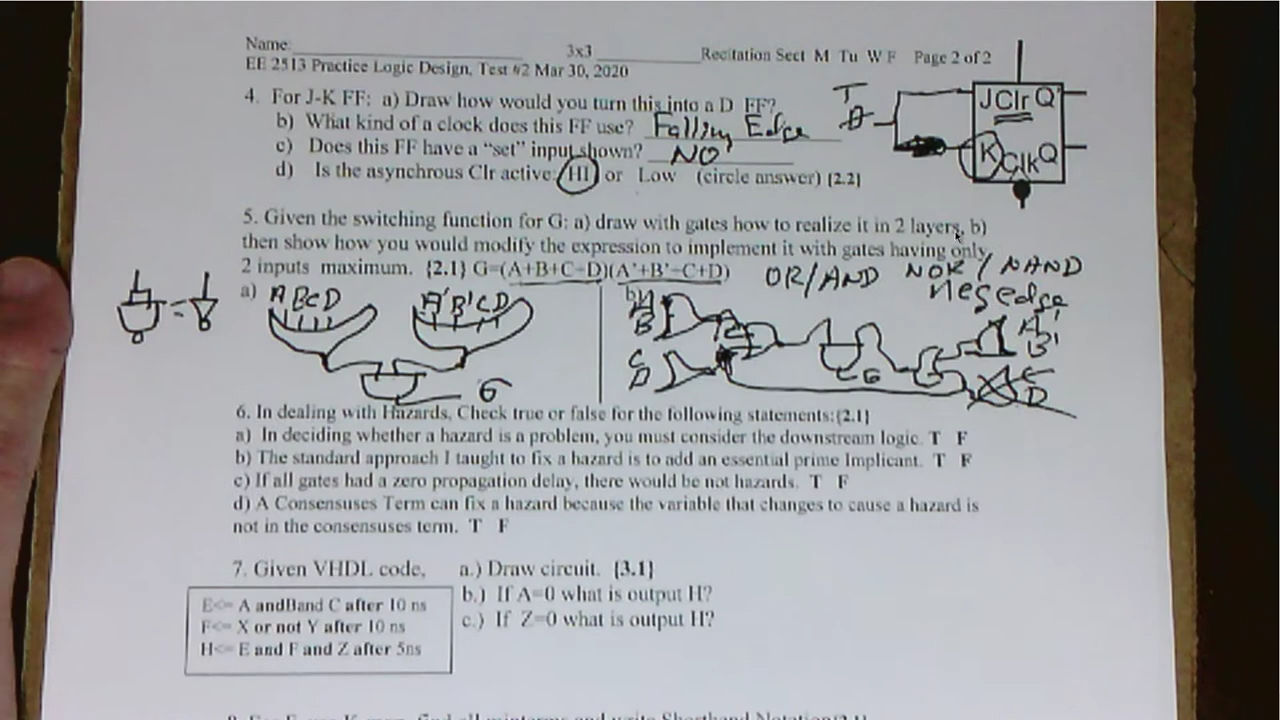 Name:____________ 3x3 ____________ Recitation Sect M Tu W F Page 2 of 2
EE 2513 Practice Logic Design, Test #2 Mar 30, 2020
4. For J-K FF: a) Draw how would you turn this into a D FF?
T
D
J Clr Q'
K Clk Q
b) What kind of a clock does this FF use? Falling Edge
c) Does this FF have a "set" input shown? NO
d) Is the asynchrous Clr active: HI or Low (circle answer) {2.2}
5. Given the switching function for G: a) draw with gates how to realize it in 2 layers, b)
then show how you would modify the expression to implement it with gates having only
2 inputs maximum. {2.1} G=(A+B+C+D)(A'+B'+C+D) OR/AND NOR / NAND
neg edge
a) A B C D A' B' C D
b) A
B
C
D
G
G
A'
B'
C
D
6. In dealing with Hazards, Check true or false for the following statements:{2.1}
a) In deciding whether a hazard is a problem, you must consider the downstream logic. T F
b) The standard approach I taught to fix a hazard is to add an essential prime Implicant. T F
c) If all gates had a zero propagation delay, there would be not hazards. T F
d) A Consensuses Term can fix a hazard because the variable that changes to cause a hazard is
not in the consensuses term. T F
7. Given VHDL code, a.) Draw circuit. {3.1}
b.) If A=0 what is output H?
c.) If Z=0 what is output H?
E<= A andBand C after 10 ns
F<= X or not Y after 10 ns
H<= E and F and Z after 5ns